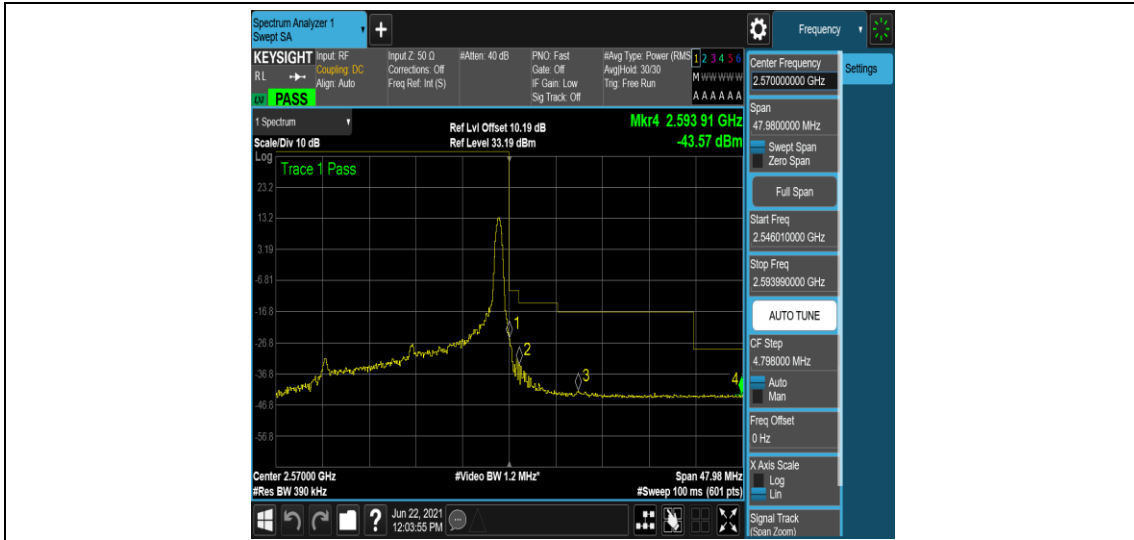 Spectrum Analyzer 1
Swept SA
+
Frequency
KEYSIGHT
RL
LXI
PASS
Input: RF
Coupling: DC
Align: Auto
Input Z: 50 Ω
Corrections: Off
Freq Ref: Int (S)
#Atten: 40 dB
PNO: Fast
Gate: Off
IF Gain: Low
Sig Track: Off
#Avg Type: Power (RMS
Avg|Hold: 30/30
Trig: Free Run
1 2 3 4 5 6
M W W W W W
A A A A A A
1 Spectrum
Scale/Div 10 dB
Ref Lvl Offset 10.19 dB
Ref Level 33.19 dBm
Mkr4 2.593 91 GHz
-43.57 dBm
Log
Trace 1 Pass
23.2
13.2
3.19
-6.81
-16.8
-26.8
-36.8
-46.8
-56.8
1
2
3
4
Center 2.57000 GHz
#Res BW 390 kHz
#Video BW 1.2 MHz*
Span 47.98 MHz
#Sweep 100 ms (601 pts)
Center Frequency
2.570000000 GHz
Settings
Span
47.9800000 MHz
Swept Span
Zero Span
Full Span
Start Freq
2.546010000 GHz
Stop Freq
2.593990000 GHz
AUTO TUNE
CF Step
4.798000 MHz
Auto
Man
Freq Offset
0 Hz
X Axis Scale
Log
Lin
Signal Track
(Span Zoom)
?
Jun 22, 2021
12:03:55 PM